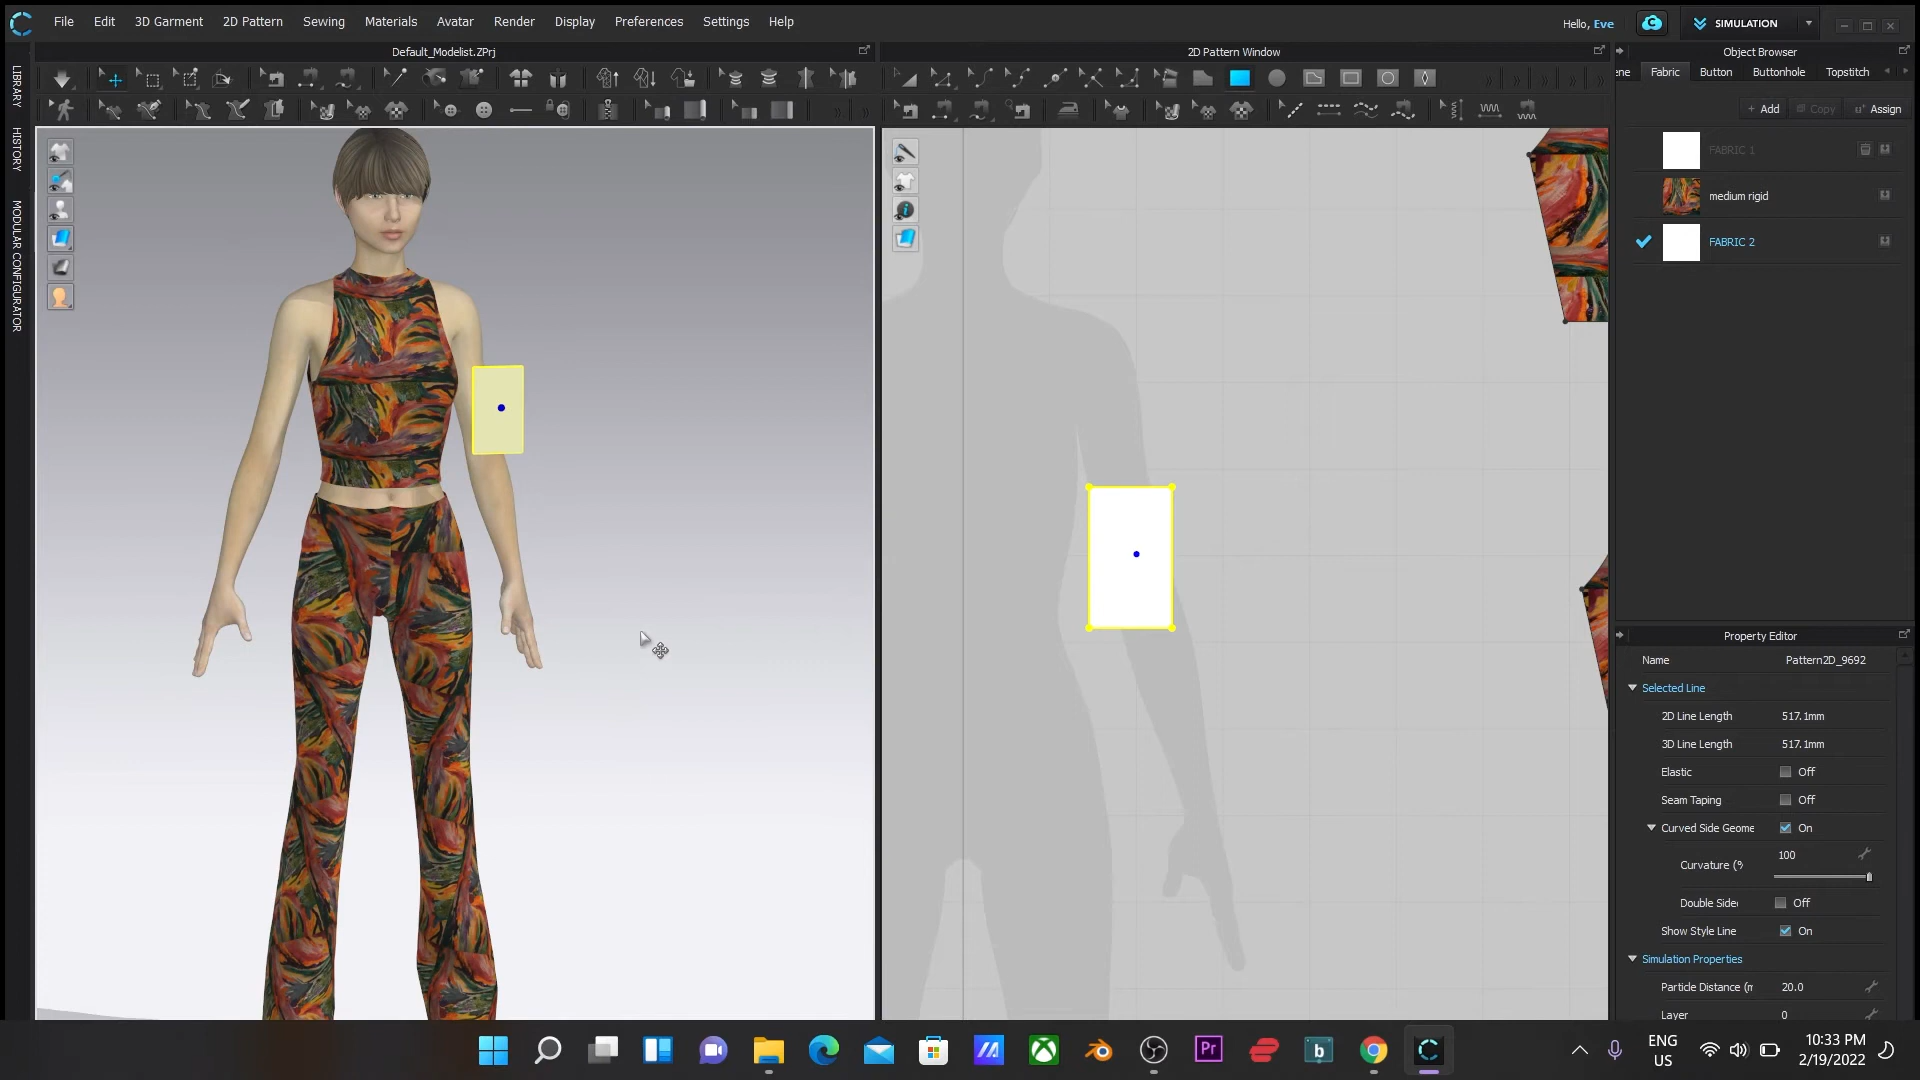 File Edit 3D Garment 2D Pattern Sewing Materials Avatar Render Display Preferences Settings Help
Hello, Eve
SIMULATION
Default_Modelist.ZPrj
2D Pattern Window
Object Browser
ene Fabric Button Buttonhole Topstitch
+ Add Copy Assign
FABRIC 1
medium rigid
FABRIC 2
LIBRARY
HISTORY
MODULAR CONFIGURATOR
Property Editor
Name Pattern2D_9692
Selected Line
2D Line Length 517.1mm
3D Line Length 517.1mm
Elastic Off
Seam Taping Off
Curved Side Geome On
Curvature (% 100
Double Side Off
Show Style Line On
Simulation Properties
Particle Distance (m 20.0
Layer 0
Pr
b
ENG
US
10:33 PM
2/19/2022